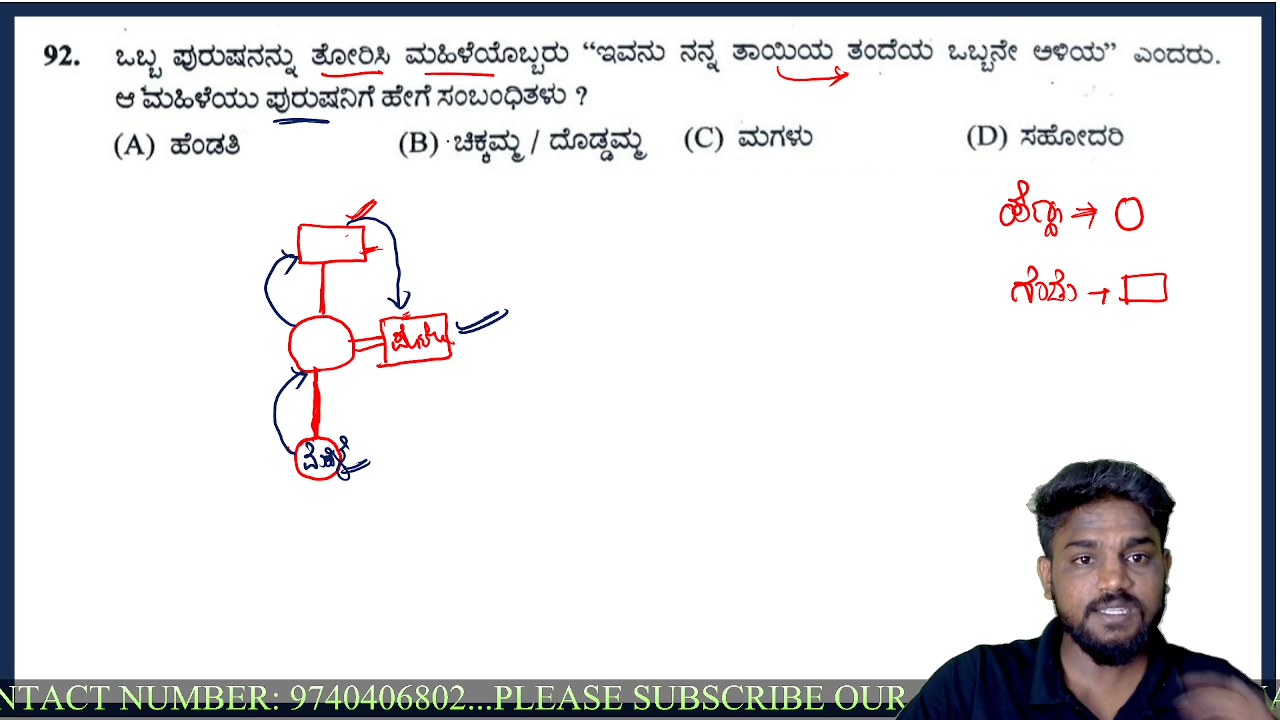 92. ಒಬ್ಬ ಪುರುಷನನ್ನು ತೋರಿಸಿ ಮಹಿಳೆಯೊಬ್ಬರು “ಇವನು ನನ್ನ ತಾಯಿಯ ತಂದೆಯ ಒಬ್ಬನೇ ಅಳಿಯ” ಎಂದರು.
ಆ ಮಹಿಳೆಯು ಪುರುಷನಿಗೆ ಹೇಗೆ ಸಂಬಂಧಿತಳು ?
(A) ಹೆಂಡತಿ (B) ಚಿಕ್ಕಮ್ಮ / ದೊಡ್ಡಮ್ಮ (C) ಮಗಳು (D) ಸಹೋದರಿ
NTACT NUMBER: 9740406802...PLEASE SUBSCRIBE OUR